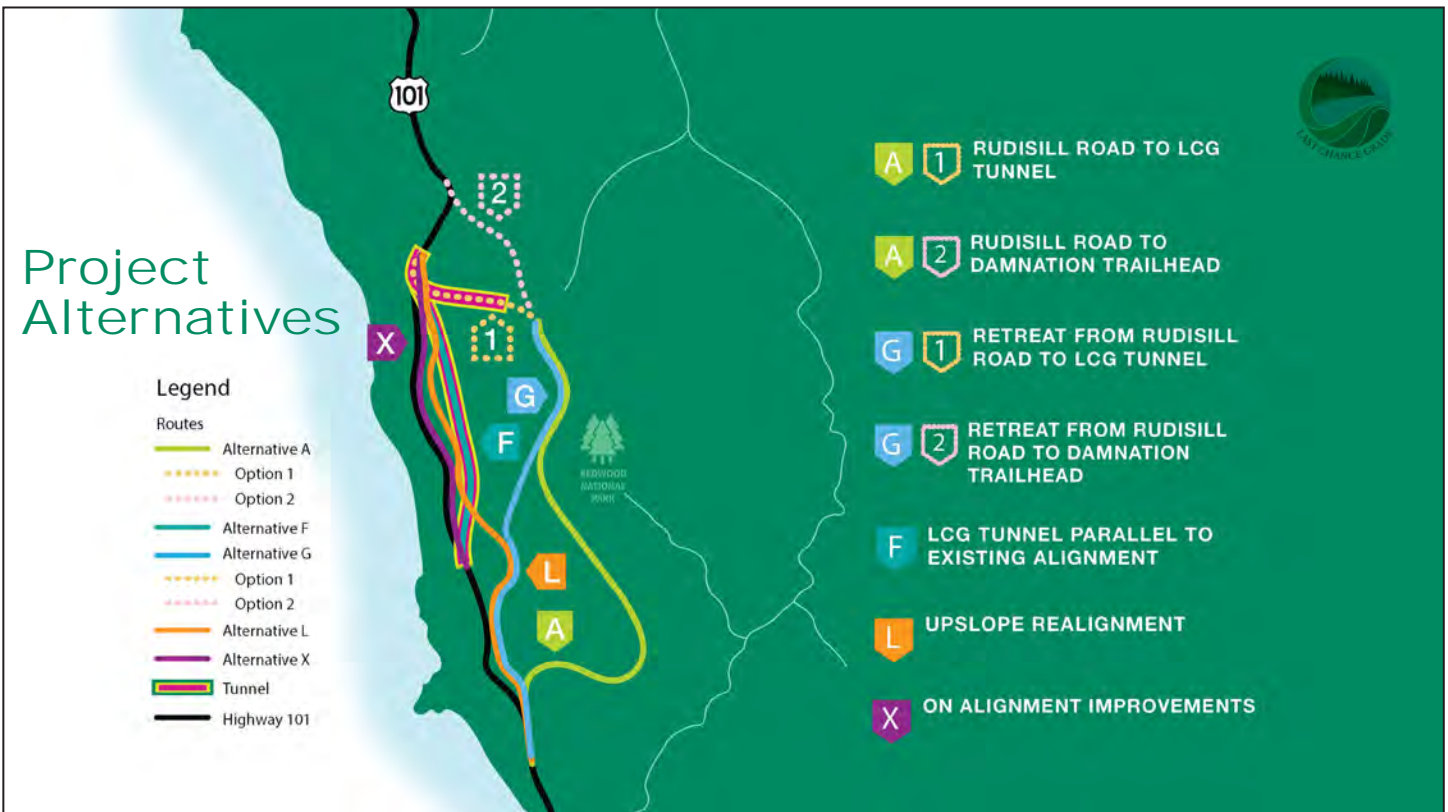 Project
Alternatives
Legend
Routes
Alternative A
Option 1
Option 2
Alternative F
Alternative G
Option 1
Option 2
Alternative L
Alternative X
Tunnel
Highway 101
101
2
1
X
G
F
L
A
REDWOOD
NATIONAL
PARK
LAST CHANCE GRADE
A 1 RUDISILL ROAD TO LCG
TUNNEL
A 2 RUDISILL ROAD TO
DAMNATION TRAILHEAD
G 1 RETREAT FROM RUDISILL
ROAD TO LCG TUNNEL
G 2 RETREAT FROM RUDISILL
ROAD TO DAMNATION
TRAILHEAD
F LCG TUNNEL PARALLEL TO
EXISTING ALIGNMENT
L UPSLOPE REALIGNMENT
X ON ALIGNMENT IMPROVEMENTS